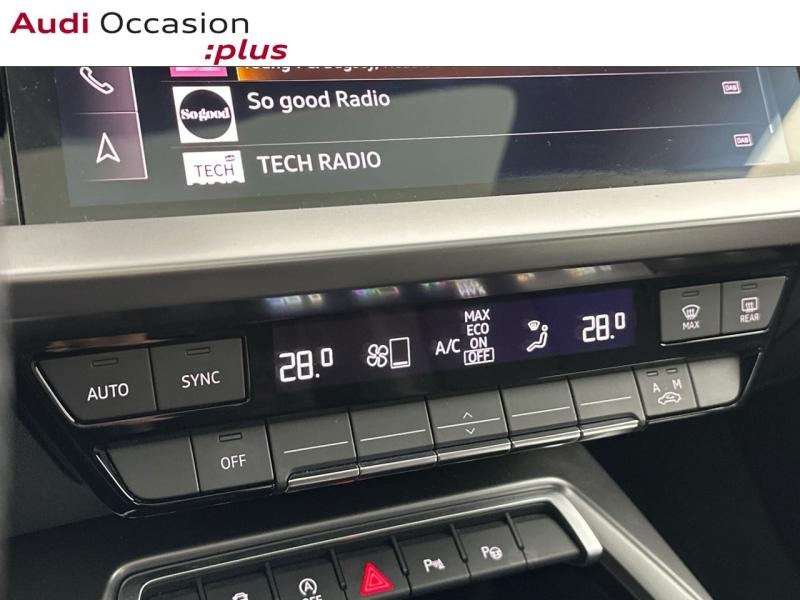 Audi Occasion
:plus
So good Radio
DAB
Sogood
TECH RADIO
DAB
TECH
AUTO
SYNC
28.0
A/C
MAX
ECO
ON
OFF
28.0
MAX
REAR
OFF
A M
P
P
OFF